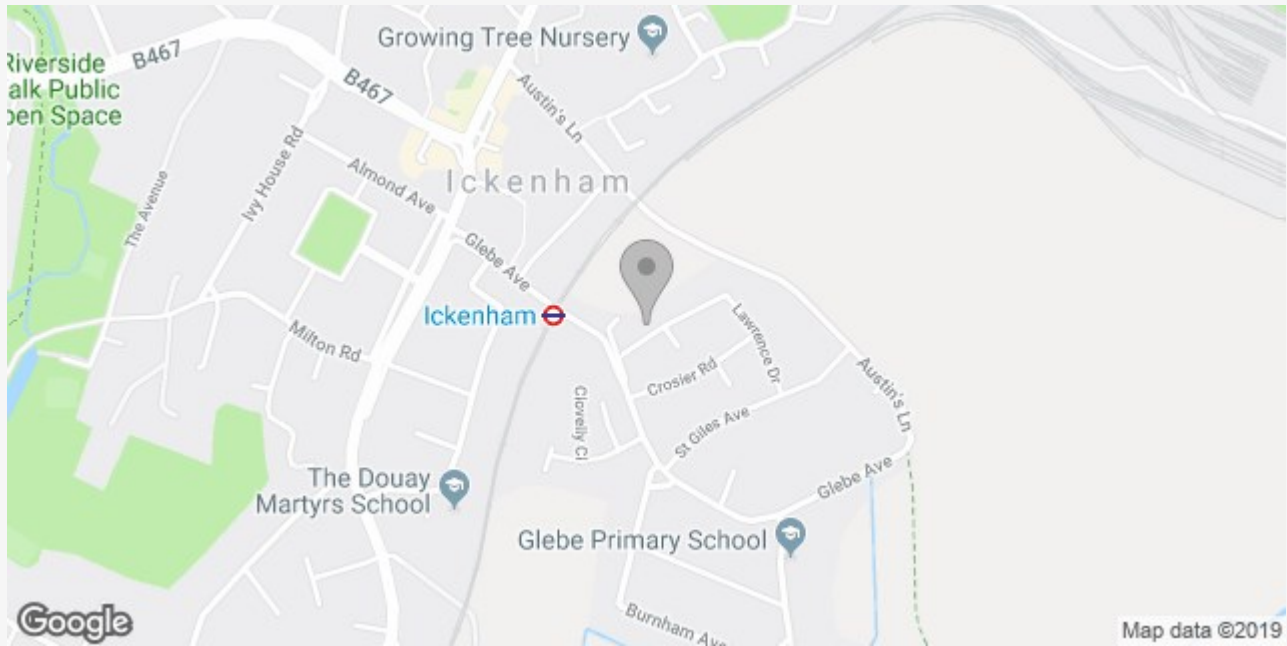 Growing Tree Nursery
B467
Riverside
alk Public
pen Space
B467
Austin's Ln
Ivy House Rd
Almond Ave
Ickenham
The Avenue
Glebe Ave
Ickenham
Milton Rd
Lawrence Dr
Crosier Rd
Austin's Ln
Clovelly Cl
St Giles Ave
The Douay
Martyrs School
Glebe Ave
Glebe Primary School
Burnham Ave
Google
Map data ©2019